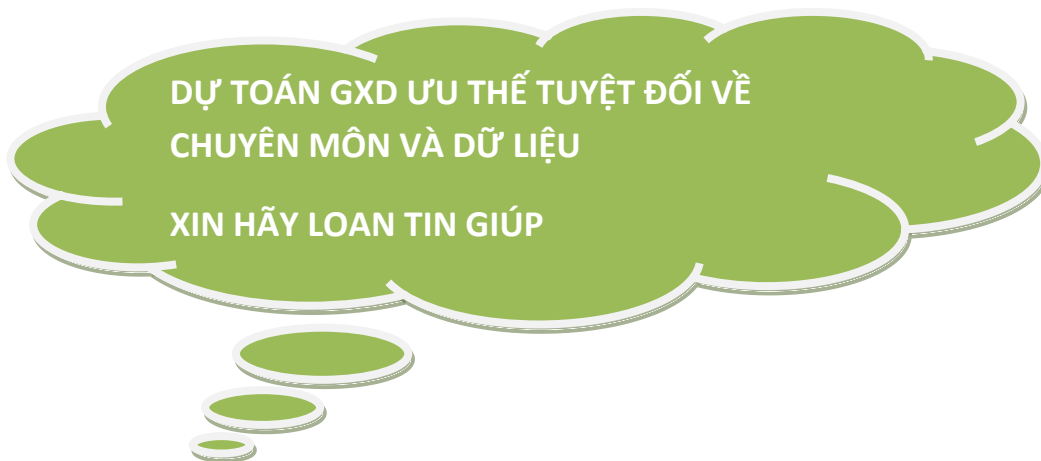 DỰ TOÁN GXD ƯU THẾ TUYỆT ĐỐI VỀ
CHUYÊN MÔN VÀ DỮ LIỆU
XIN HÃY LOAN TIN GIÚP